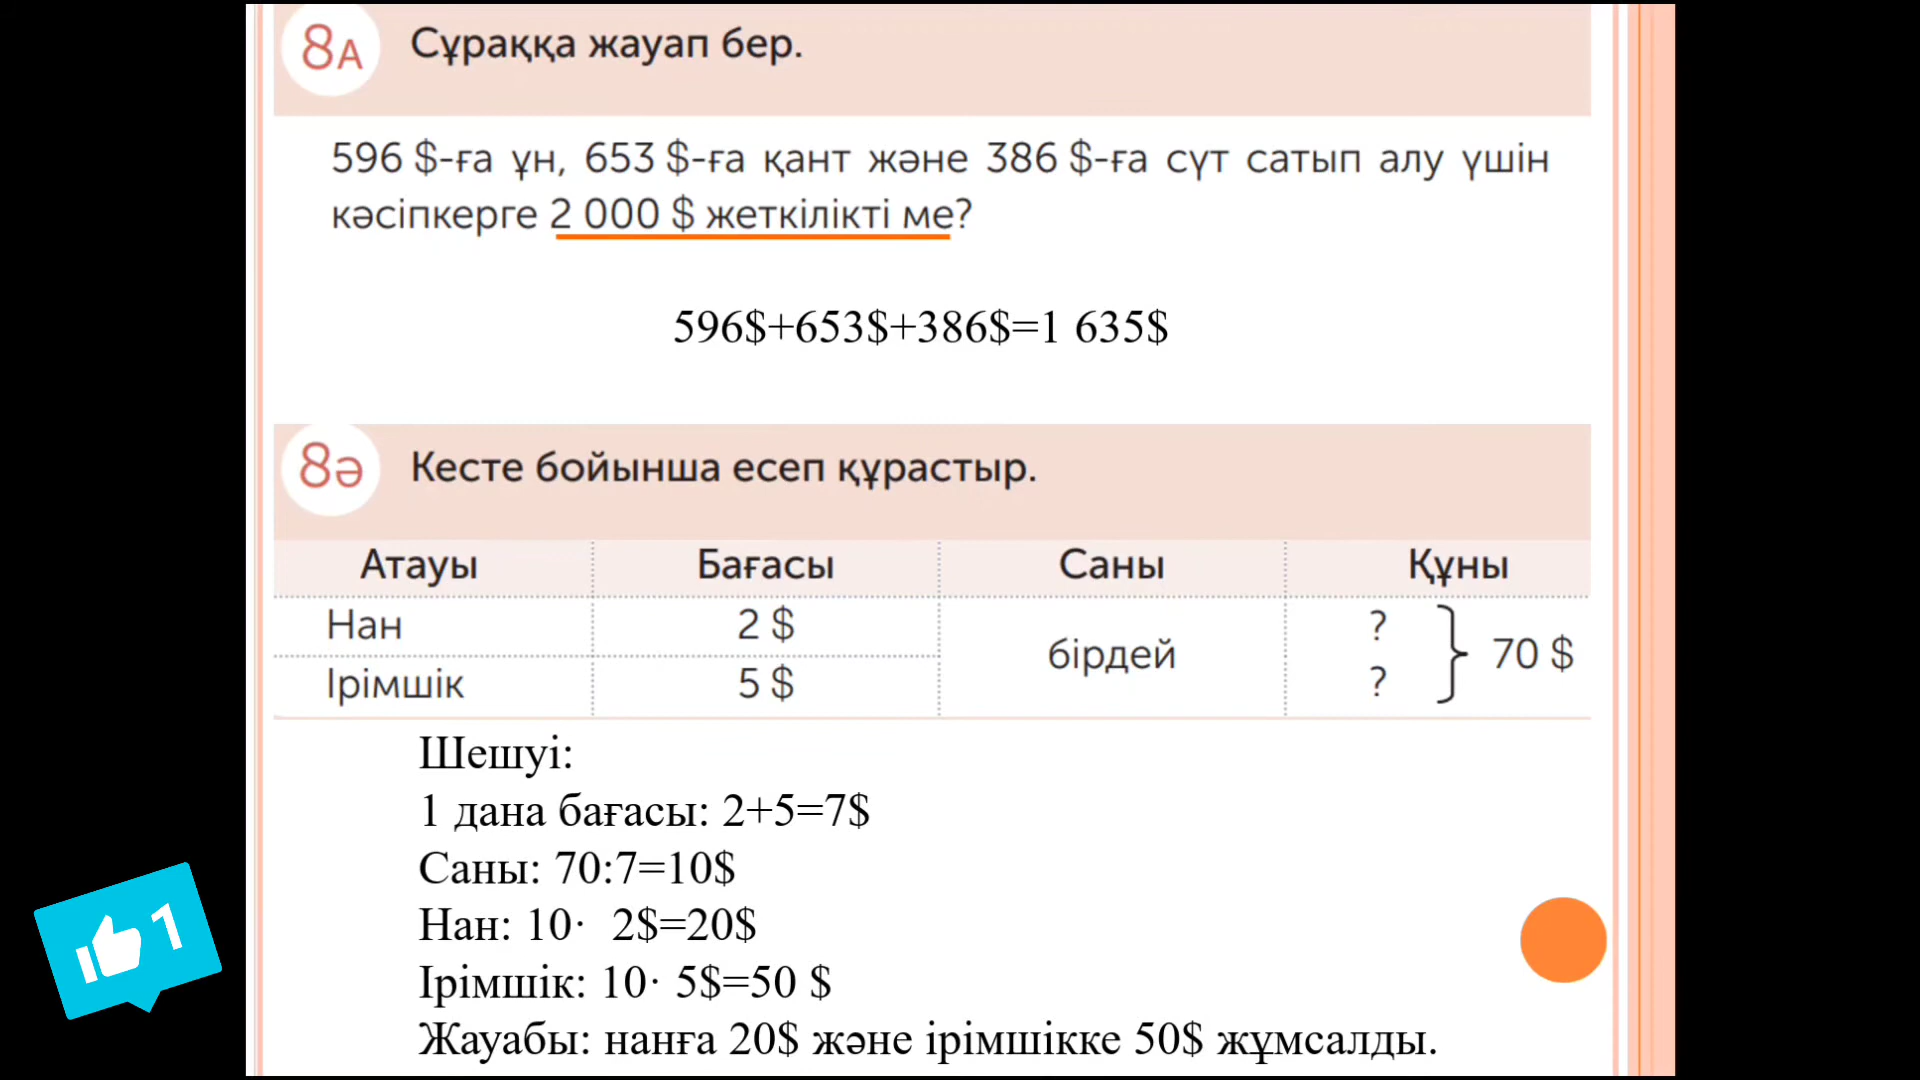 8А Сұраққа жауап бер.
596 $-ға ұн, 653 $-ға қант және 386 $-ға сүт сатып алу үшін
кәсіпкерге 2 000 $ жеткілікті ме?
596$+653$+386$=1 635$
8ә Кесте бойынша есеп құрастыр.
Атауы Бағасы Саны Құны
Нан 2 $ бірдей ? } 70 $
Ірімшік 5 $ ?
Шешуі:
1 дана бағасы: 2+5=7$
Саны: 70:7=10$
Нан: 10· 2$=20$
Ірімшік: 10· 5$=50 $
Жауабы: нанға 20$ және ірімшікке 50$ жұмсалды.
1